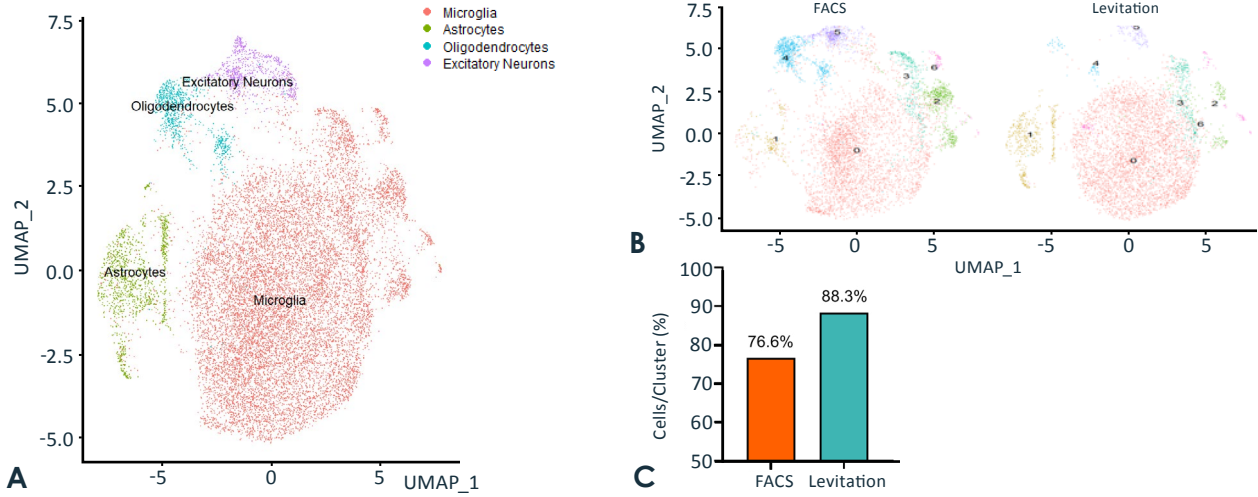 7.5
5.0
2.5
0.0
-2.5
-5.0
UMAP_2
-5
0
5
UMAP_1
A
Microglia
Astrocytes
Oligodendrocytes
Excitatory Neurons
Excitatory Neurons
Oligodendrocytes
Astrocytes
Microglia
FACS
Levitation
7.5
5.0
2.5
0.0
-5.0
-5.0
UMAP_2
5
4
3
6
2
1
0
5
4
3
2
6
1
0
-5
0
5
-5
0
5
UMAP_1
B
100
90
80
70
60
50
Cells/Cluster (%)
76.6%
88.3%
FACS
Levitation
C